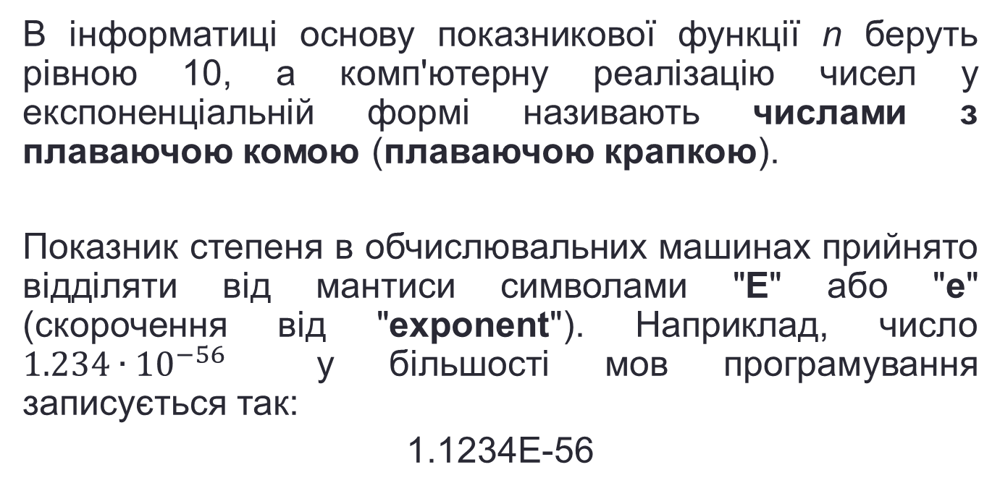 В інформатиці основу показникової функції n беруть
рівною 10, а комп'ютерну реалізацію чисел у
експоненціальній формі називають числами з
плаваючою комою (плаваючою крапкою).
Показник степеня в обчислювальних машинах прийнято
відділяти від мантиси символами "E" або "e"
(скорочення від "exponent"). Наприклад, число
1.234 · 10⁻⁵⁶ у більшості мов програмування
записується так:
1.1234E-56